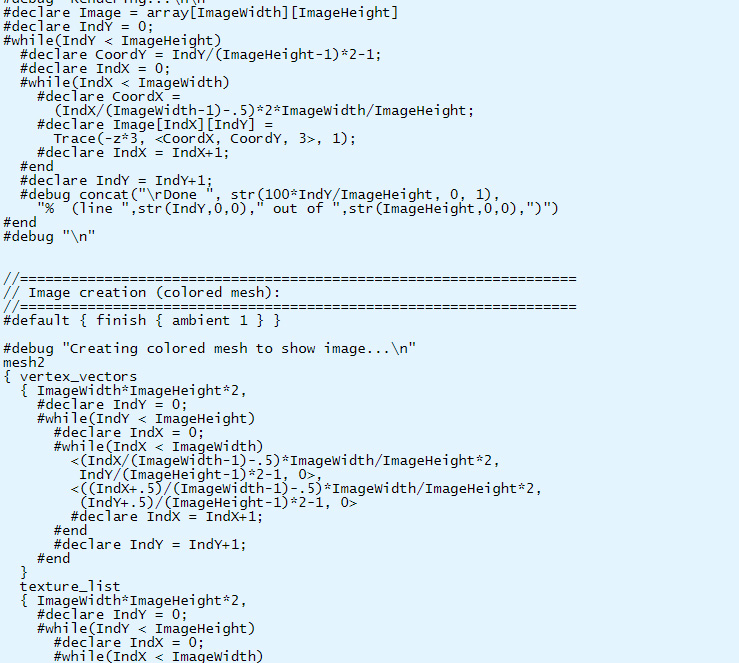 #debug "Rendering...\n\n"
#declare Image = array[ImageWidth][ImageHeight]
#declare IndY = 0;
#while(IndY < ImageHeight)
  #declare CoordY = IndY/(ImageHeight-1)*2-1;
  #declare IndX = 0;
  #while(IndX < ImageWidth)
    #declare CoordX =
      (IndX/(ImageWidth-1)-.5)*2*ImageWidth/ImageHeight;
    #declare Image[IndX][IndY] =
      Trace(-z*3, <CoordX, CoordY, 3>, 1);
    #declare IndX = IndX+1;
  #end
  #declare IndY = IndY+1;
  #debug concat("\rDone ", str(100*IndY/ImageHeight, 0, 1),
    "%  (line ",str(IndY,0,0)," out of ",str(ImageHeight,0,0),")")
#end
#debug "\n"
//==================================================================
// Image creation (colored mesh):
//==================================================================
#default { finish { ambient 1 } }
#debug "Creating colored mesh to show image...\n"
mesh2
{ vertex_vectors
  { ImageWidth*ImageHeight*2,
    #declare IndY = 0;
    #while(IndY < ImageHeight)
      #declare IndX = 0;
      #while(IndX < ImageWidth)
        <(IndX/(ImageWidth-1)-.5)*ImageWidth/ImageHeight*2,
         IndY/(ImageHeight-1)*2-1, 0>,
        <((IndX+.5)/(ImageWidth-1)-.5)*ImageWidth/ImageHeight*2,
         (IndY+.5)/(ImageHeight-1)*2-1, 0>
        #declare IndX = IndX+1;
      #end
      #declare IndY = IndY+1;
    #end
  }
  texture_list
  { ImageWidth*ImageHeight*2,
    #declare IndY = 0;
    #while(IndY < ImageHeight)
      #declare IndX = 0;
      #while(IndX < ImageWidth)